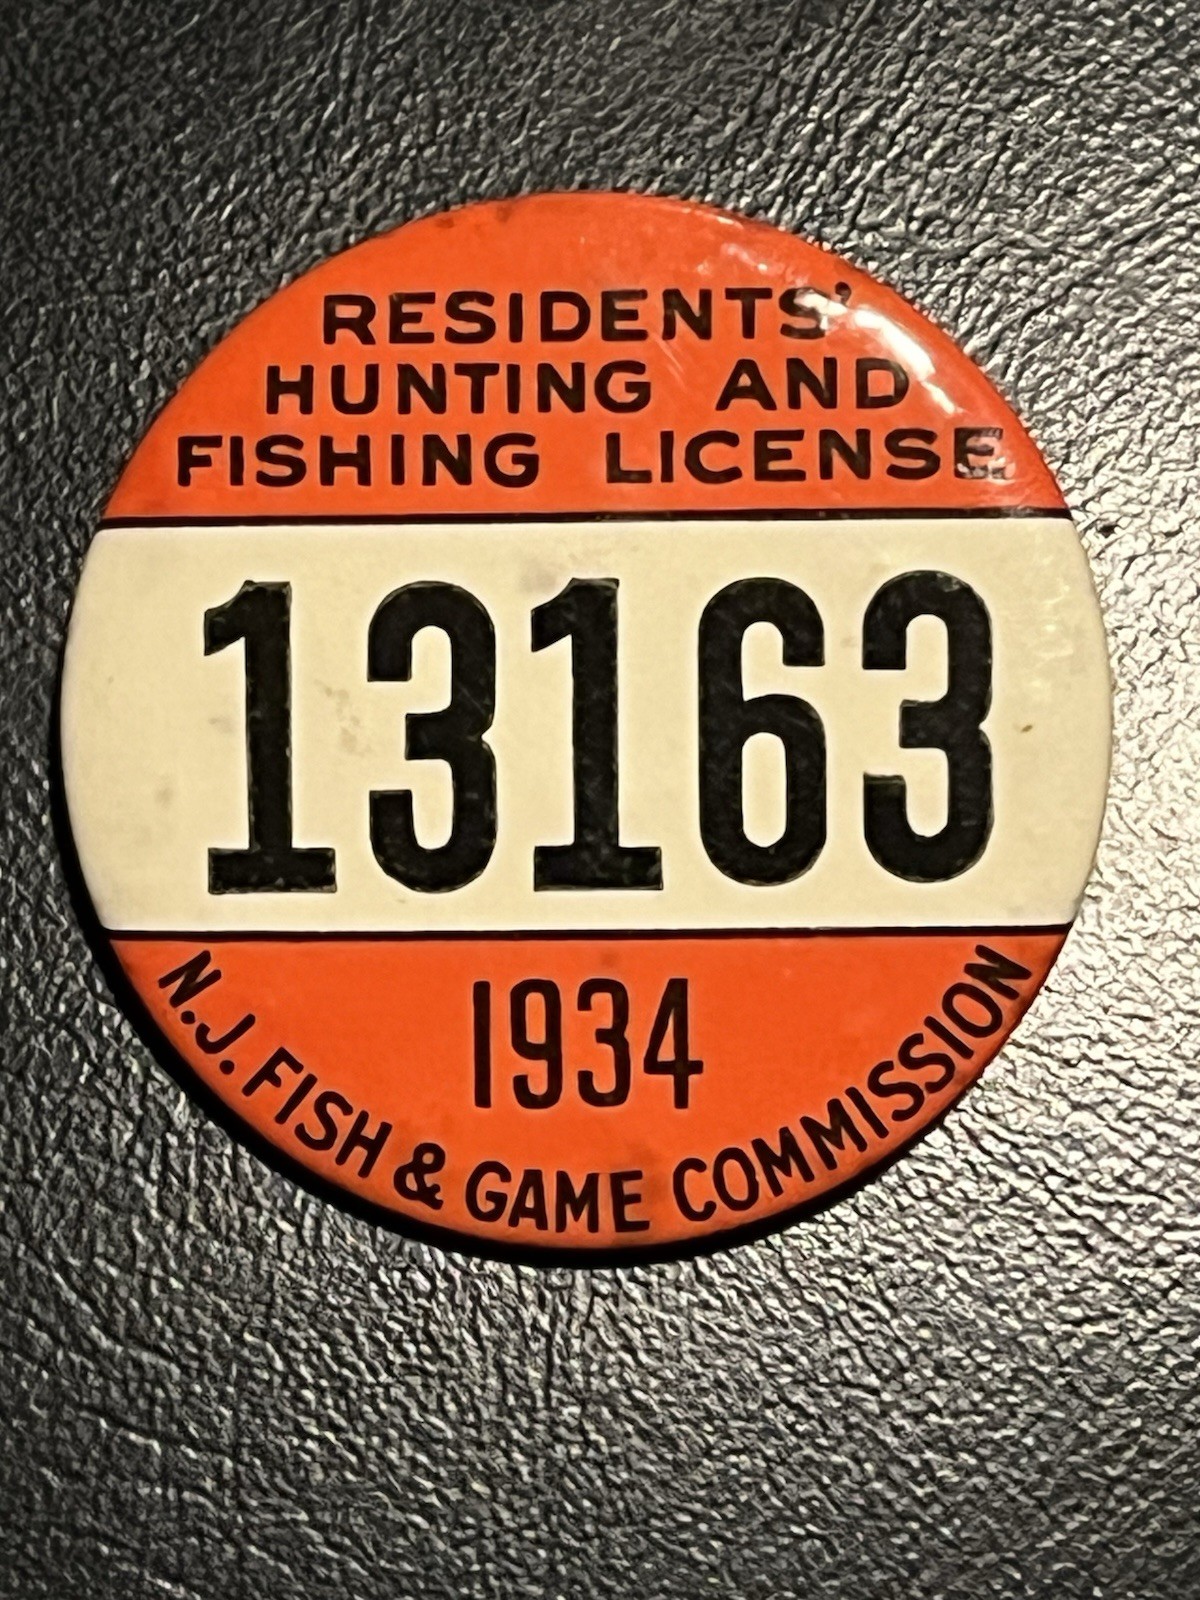 RESIDENTS'
HUNTING AND
FISHING LICENSE
13163
1934
N.J. FISH & GAME COMMISSION